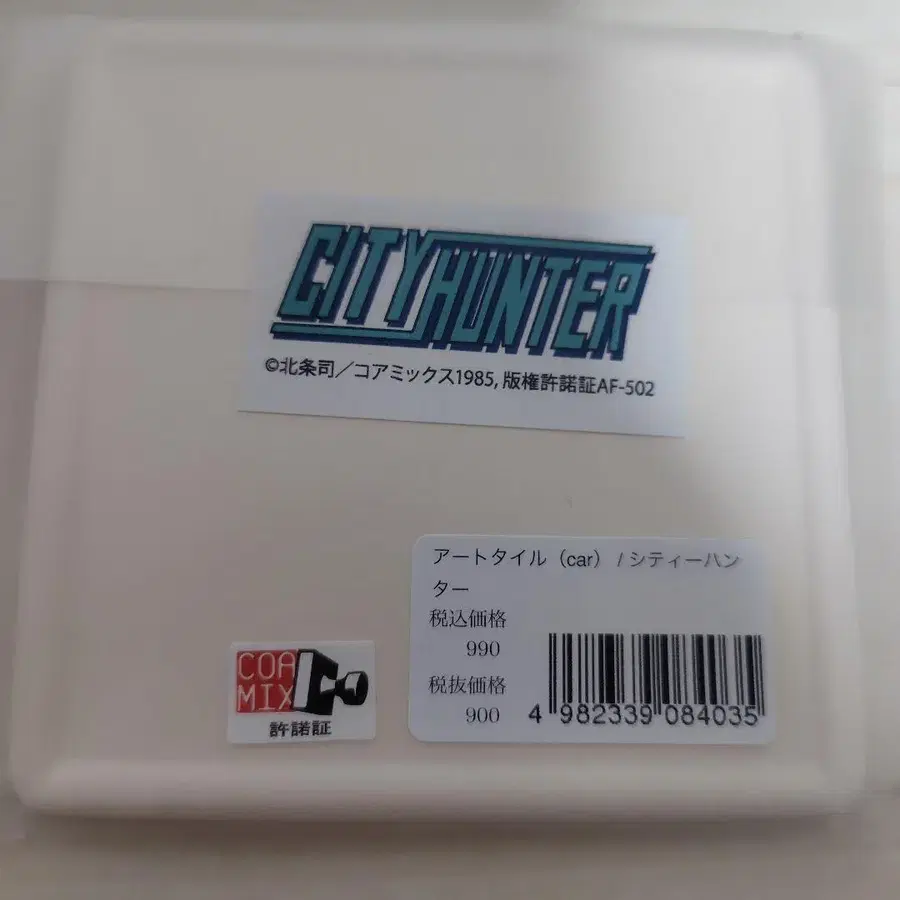 CITYHUNTER
©北条司／コアミックス1985, 版権許諾証AF-502
アートタイル（car） / シティーハン
ター
税込価格
990
税抜価格
900
4 982339 084035
COA
MIX
許諾証